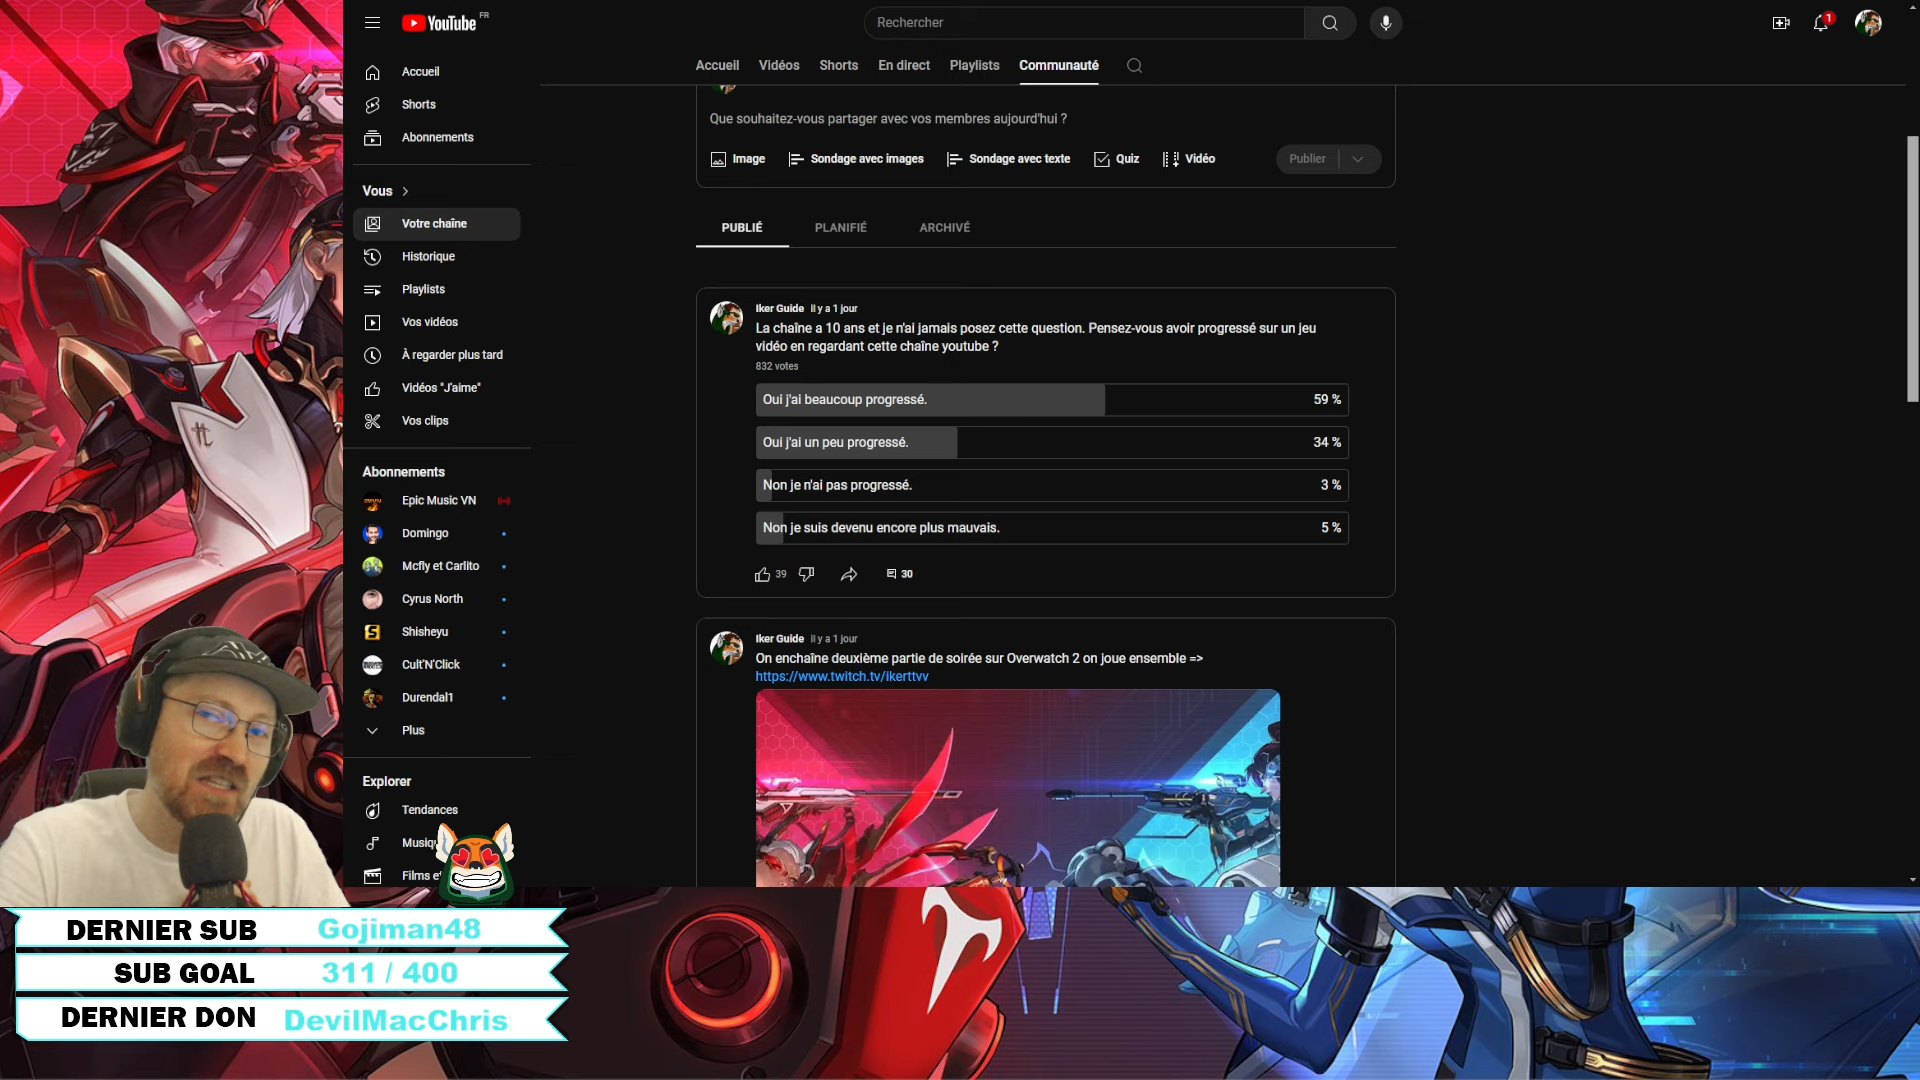 YouTube FR
Rechercher
1
Accueil
Shorts
Abonnements
Vous
Votre chaîne
Historique
Playlists
Vos vidéos
À regarder plus tard
Vidéos "J'aime"
Vos clips
Abonnements
Epic Music VN
Domingo
Mcfly et Carlito
Cyrus North
Shisheyu
Cult'N'Click
Durendal1
Plus
Explorer
Tendances
Musiq
Films et
Accueil Vidéos Shorts En direct Playlists Communauté
Que souhaitez-vous partager avec vos membres aujourd'hui ?
Image Sondage avec images Sondage avec texte Quiz Vidéo Publier
PUBLIÉ PLANIFIÉ ARCHIVÉ
Iker Guide il y a 1 jour
La chaîne a 10 ans et je n'ai jamais posez cette question. Pensez-vous avoir progressé sur un jeu
vidéo en regardant cette chaîne youtube ?
832 votes
Oui j'ai beaucoup progressé. 59 %
Oui j'ai un peu progressé. 34 %
Non je n'ai pas progressé. 3 %
Non je suis devenu encore plus mauvais. 5 %
39 30
Iker Guide il y a 1 jour
On enchaîne deuxième partie de soirée sur Overwatch 2 on joue ensemble =>
https://www.twitch.tv/ikerttvv
DERNIER SUB Gojiman48
SUB GOAL 311 / 400
DERNIER DON DevilMacChris